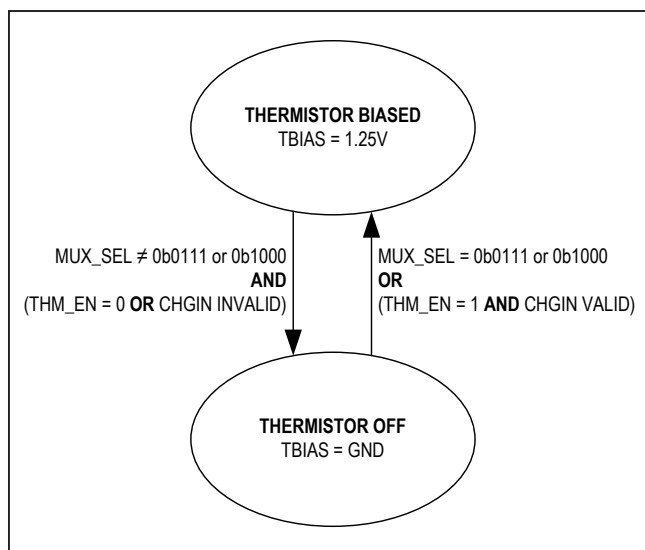 THERMISTOR BIASED
TBIAS = 1.25V
MUX_SEL ≠ 0b0111 or 0b1000
AND
(THM_EN = 0 OR CHGIN INVALID)
MUX_SEL = 0b0111 or 0b1000
OR
(THM_EN = 1 AND CHGIN VALID)
THERMISTOR OFF
TBIAS = GND